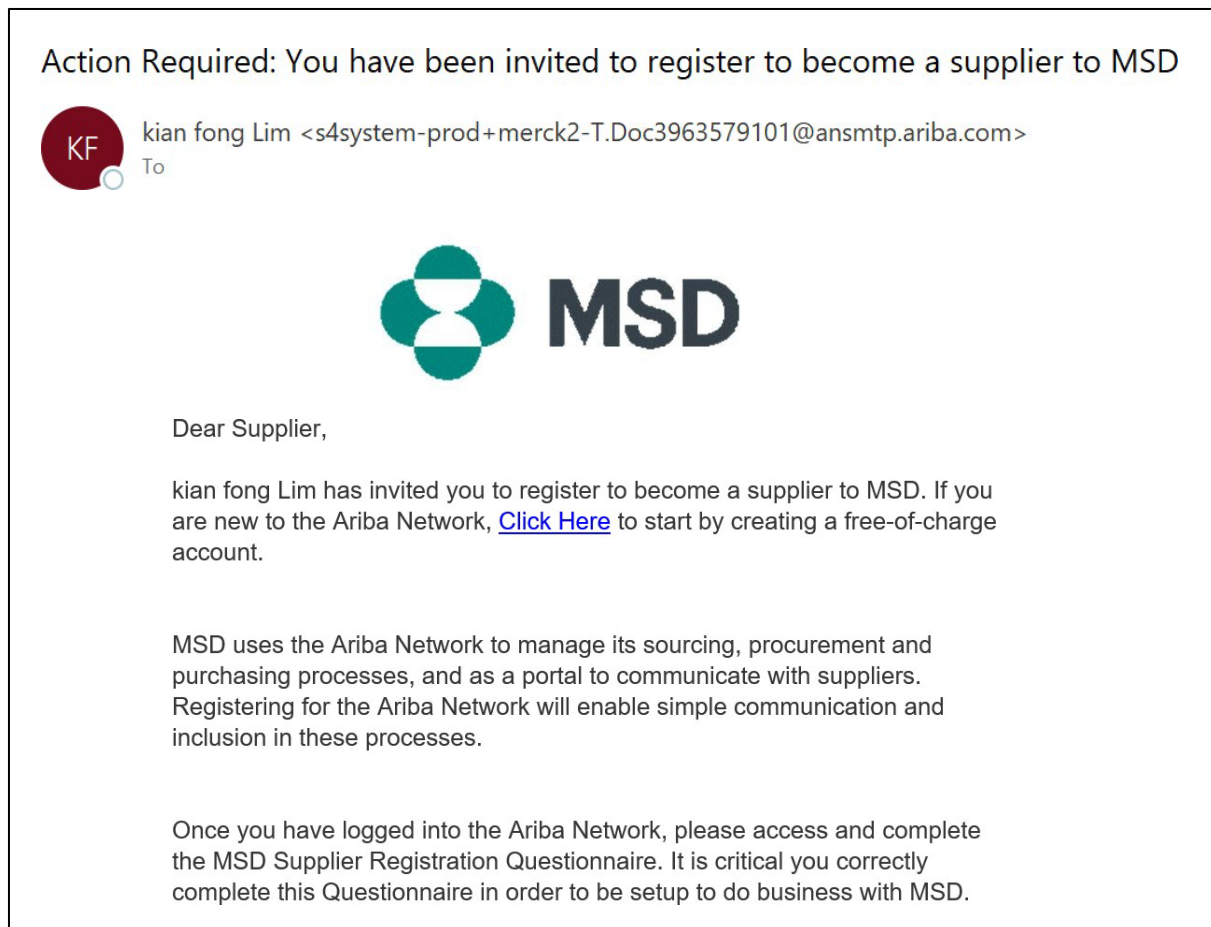 Action Required: You have been invited to register to become a supplier to MSD
KF
kian fong Lim <s4system-prod+merck2-T.Doc3963579101@ansmtp.ariba.com>
To
MSD
Dear Supplier,
kian fong Lim has invited you to register to become a supplier to MSD. If you
are new to the Ariba Network, Click Here to start by creating a free-of-charge
account.
MSD uses the Ariba Network to manage its sourcing, procurement and
purchasing processes, and as a portal to communicate with suppliers.
Registering for the Ariba Network will enable simple communication and
inclusion in these processes.
Once you have logged into the Ariba Network, please access and complete
the MSD Supplier Registration Questionnaire. It is critical you correctly
complete this Questionnaire in order to be setup to do business with MSD.